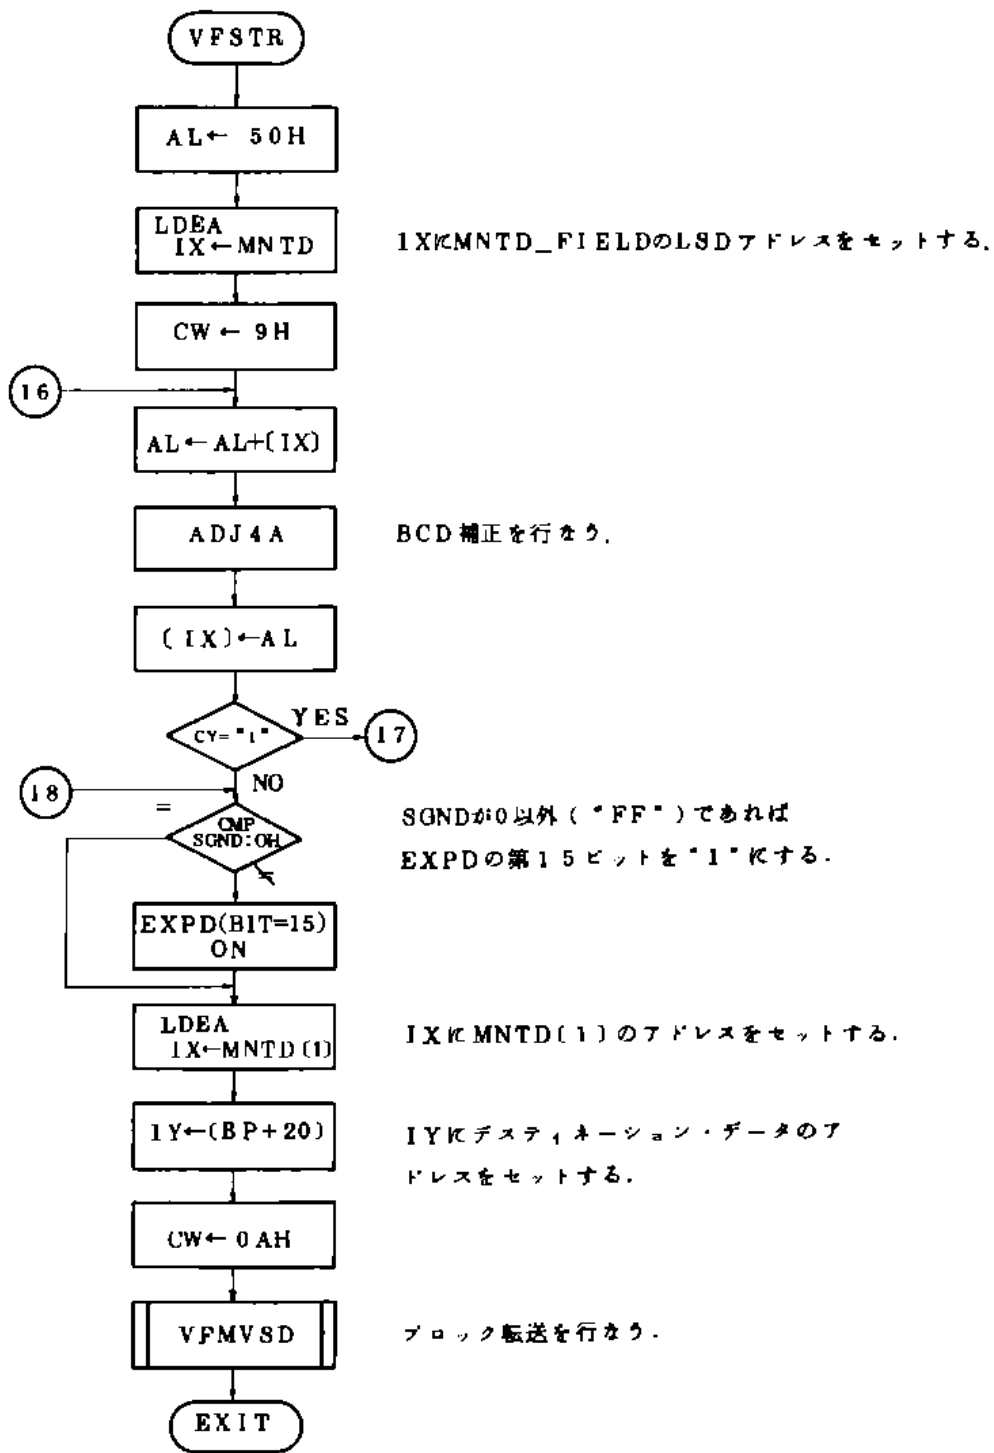 VFSTR
AL← 50H
LDEA
IX←MNTD
IXにMNTD_FIELDのLSDアドレスをセットする.
CW ← 9H
16
AL←AL+(IX)
ADJ4A
BCD補正を行なう.
(IX)←AL
CY="1"
YES
17
18
NO
=
CMP
SGND:0H
≠
SGNDが0以外("FF")であれば
EXPDの第15ビットを"1"にする.
EXPD(BIT=15)
ON
LDEA
IX←MNTD(1)
IXにMNTD(1)のアドレスをセットする.
IY←(BP+20)
IYにデスティネーション・データのア
ドレスをセットする.
CW← 0AH
VFMVSD
ブロック転送を行なう.
EXIT